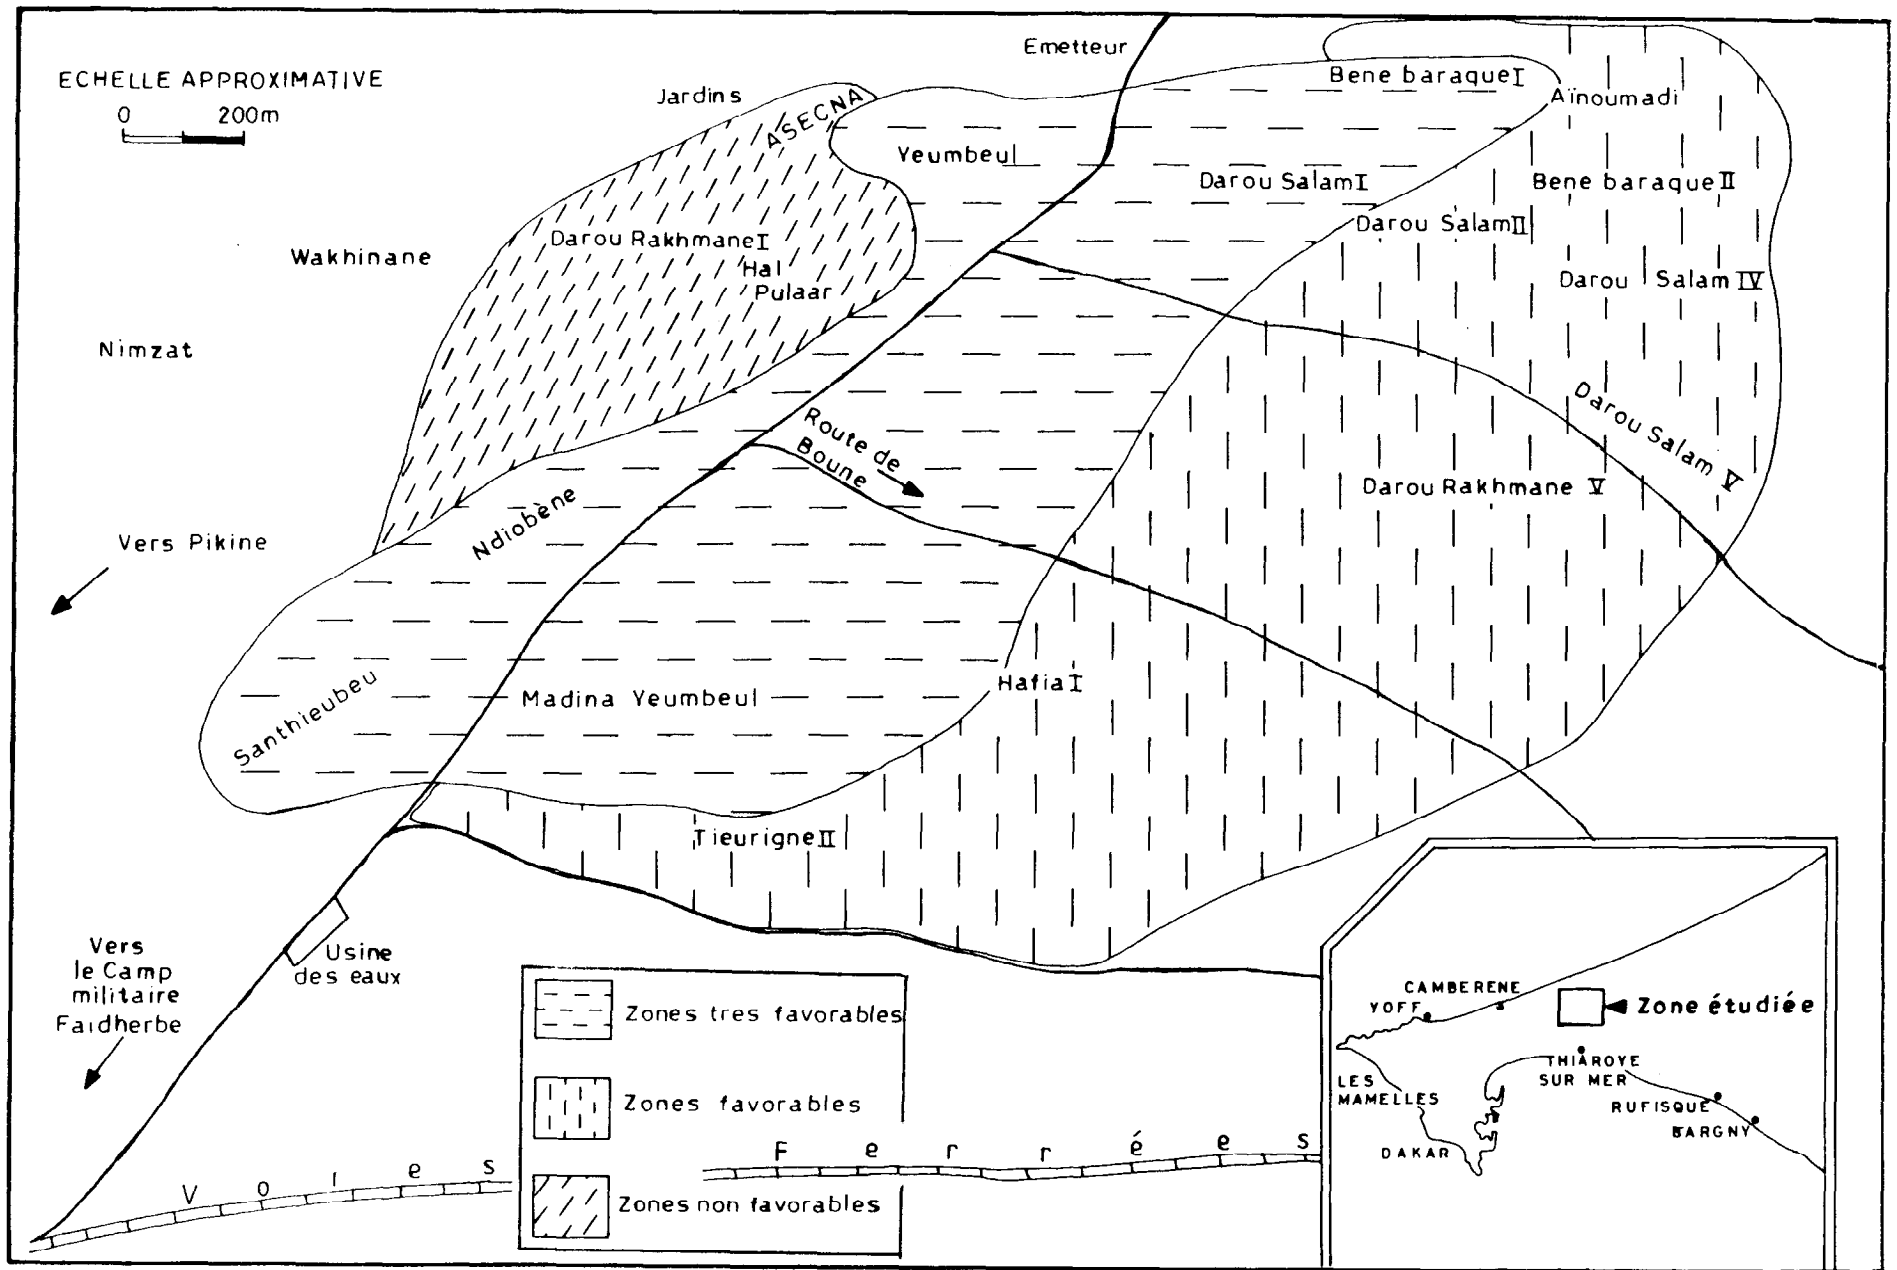 ECHELLE APPROXIMATIVE
0 200m
Emetteur
Jardins
ASECNA
Bene baraque I
Aïnoumadi
Yeumbeul
Darou Salam I
Bene baraque II
Darou Salam II
Darou Rakhmane I
Hal
Pulaar
Wakhinane
Darou Salam IV
Nimzat
Darou Salam V
Route de
Boune
Darou Rakhmane V
Ndiobène
Vers Pikine
Santhieubeu
Madina Yeumbeul
Hafia I
Tieurigne II
Usine
des eaux
Vers
le Camp
militaire
Faidherbe
Voies Ferrées
Zones tres favorables
Zones favorables
Zones non favorables
CAMBERENE
YOFF
Zone étudiée
THIAROYE
SUR MER
LES
MAMELLES
RUFISQUE
BARGNY
DAKAR